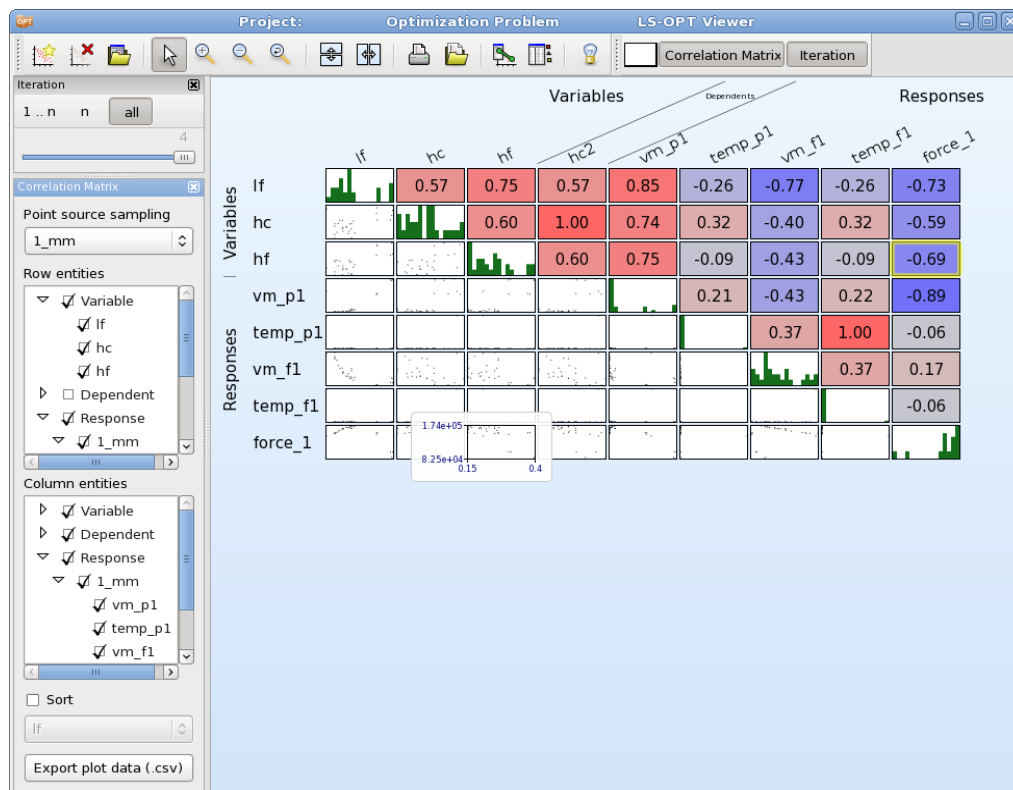 OPT
Project: Optimization Problem LS-OPT Viewer
Correlation Matrix Iteration
Iteration
1 .. n n all
4
Correlation Matrix
Point source sampling
1_mm
Row entities
Variable
lf
hc
hf
Dependent
Response
1_mm
Column entities
Variable
Dependent
Response
1_mm
vm_p1
temp_p1
vm_f1
Sort
lf
Export plot data (.csv)
Variables Dependents Responses
lf hc hf hc2 vm_p1 temp_p1 vm_f1 temp_f1 force_1
Variables
Responses
lf 0.57 0.75 0.57 0.85 -0.26 -0.77 -0.26 -0.73
hc 0.60 1.00 0.74 0.32 -0.40 0.32 -0.59
hf 0.60 0.75 -0.09 -0.43 -0.09 -0.69
vm_p1 0.21 -0.43 0.22 -0.89
temp_p1 0.37 1.00 -0.06
vm_f1 0.37 0.17
temp_f1 -0.06
force_1
1.74e+05
8.25e+04
0.15 0.4